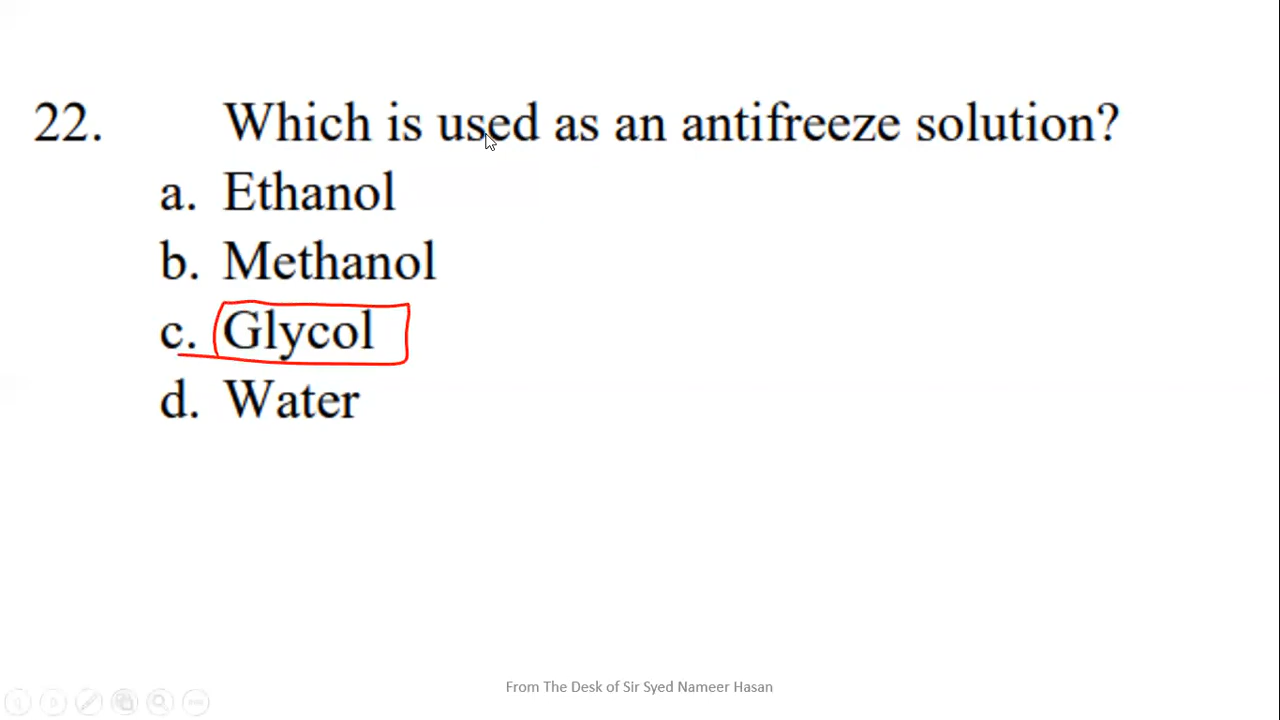 22. Which is used as an antifreeze solution?
a. Ethanol
b. Methanol
c. Glycol
d. Water
From The Desk of Sir Syed Nameer Hasan